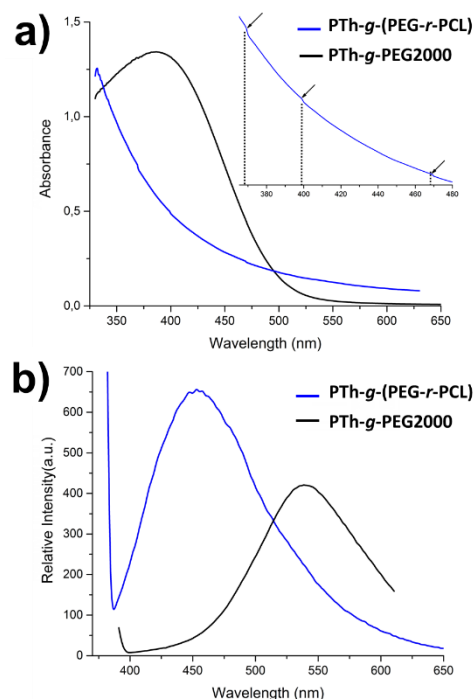 a)
PTh-g-(PEG-r-PCL)
PTh-g-PEG2000
1,5
1,0
0,5
0,0
Absorbance
360 380 400 420 440 460 480
350 400 450 500 550 600 650
Wavelength (nm)
b)
PTh-g-(PEG-r-PCL)
PTh-g-PEG2000
700
600
500
400
300
200
100
0
Relative Intensity(a.u.)
400 450 500 550 600 650
Wavelength (nm)